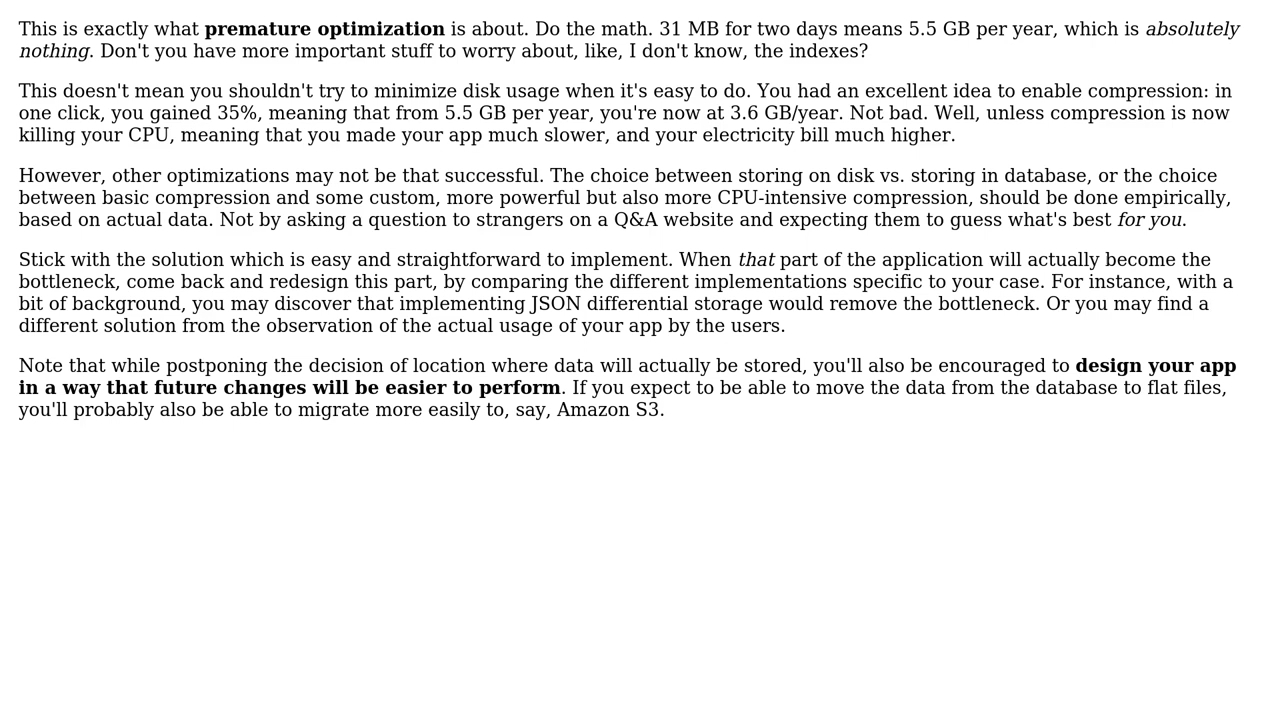 This is exactly what premature optimization is about. Do the math. 31 MB for two days means 5.5 GB per year, which is absolutely
nothing. Don't you have more important stuff to worry about, like, I don't know, the indexes?
This doesn't mean you shouldn't try to minimize disk usage when it's easy to do. You had an excellent idea to enable compression: in
one click, you gained 35%, meaning that from 5.5 GB per year, you're now at 3.6 GB/year. Not bad. Well, unless compression is now
killing your CPU, meaning that you made your app much slower, and your electricity bill much higher.
However, other optimizations may not be that successful. The choice between storing on disk vs. storing in database, or the choice
between basic compression and some custom, more powerful but also more CPU-intensive compression, should be done empirically,
based on actual data. Not by asking a question to strangers on a Q&A website and expecting them to guess what's best for you.
Stick with the solution which is easy and straightforward to implement. When that part of the application will actually become the
bottleneck, come back and redesign this part, by comparing the different implementations specific to your case. For instance, with a
bit of background, you may discover that implementing JSON differential storage would remove the bottleneck. Or you may find a
different solution from the observation of the actual usage of your app by the users.
Note that while postponing the decision of location where data will actually be stored, you'll also be encouraged to design your app
in a way that future changes will be easier to perform. If you expect to be able to move the data from the database to flat files,
you'll probably also be able to migrate more easily to, say, Amazon S3.